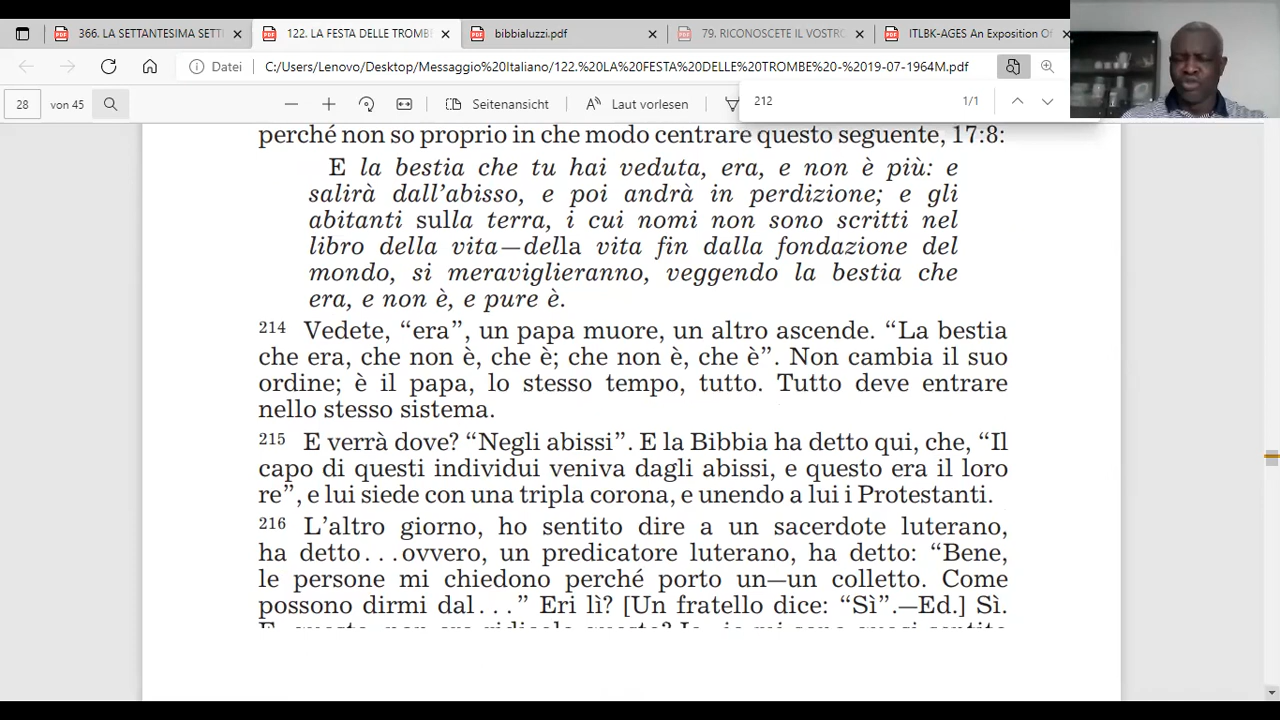 366. LA SETTANTESIMA SETT
122. LA FESTA DELLE TROMB
bibbialuzzi.pdf
79. RICONOSCETE IL VOSTRO
ITLBK-AGES An Exposition Of
Datei
C:/Users/Lenovo/Desktop/Messaggio%20Italiano/122.%20LA%20FESTA%20DELLE%20TROMBE%20-%2019-07-1964M.pdf
28 von 45
Seitenansicht
Laut vorlesen
212
1/1
perché non so proprio in che modo centrare questo seguente, 17:8:
E la bestia che tu hai veduta, era, e non è più: e
salirà dall’abisso, e poi andrà in perdizione; e gli
abitanti sulla terra, i cui nomi non sono scritti nel
libro della vita—della vita fin dalla fondazione del
mondo, si meraviglieranno, veggendo la bestia che
era, e non è, e pure è.
214 Vedete, “era”, un papa muore, un altro ascende. “La bestia
che era, che non è, che è; che non è, che è”. Non cambia il suo
ordine; è il papa, lo stesso tempo, tutto. Tutto deve entrare
nello stesso sistema.
215 E verrà dove? “Negli abissi”. E la Bibbia ha detto qui, che, “Il
capo di questi individui veniva dagli abissi, e questo era il loro
re”, e lui siede con una tripla corona, e unendo a lui i Protestanti.
216 L’altro giorno, ho sentito dire a un sacerdote luterano,
ha detto...ovvero, un predicatore luterano, ha detto: “Bene,
le persone mi chiedono perché porto un—un colletto. Come
possono dirmi dal...” Eri lì? [Un fratello dice: “Sì”.—Ed.] Sì.